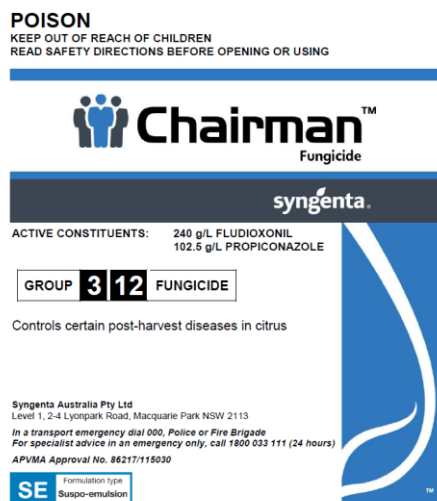 POISON
KEEP OUT OF REACH OF CHILDREN
READ SAFETY DIRECTIONS BEFORE OPENING OR USING
Chairman™
Fungicide
syngenta®
ACTIVE CONSTITUENTS: 240 g/L FLUDIOXONIL
102.5 g/L PROPICONAZOLE
GROUP 3 12 FUNGICIDE
Controls certain post-harvest diseases in citrus
Syngenta Australia Pty Ltd
Level 1, 2-4 Lyonpark Road, Macquarie Park NSW 2113
In a transport emergency dial 000, Police or Fire Brigade
For specialist advice in an emergency only, call 1800 033 111 (24 hours)
APVMA Approval No. 86217/115030
SE Formulation type
Suspo-emulsion
™